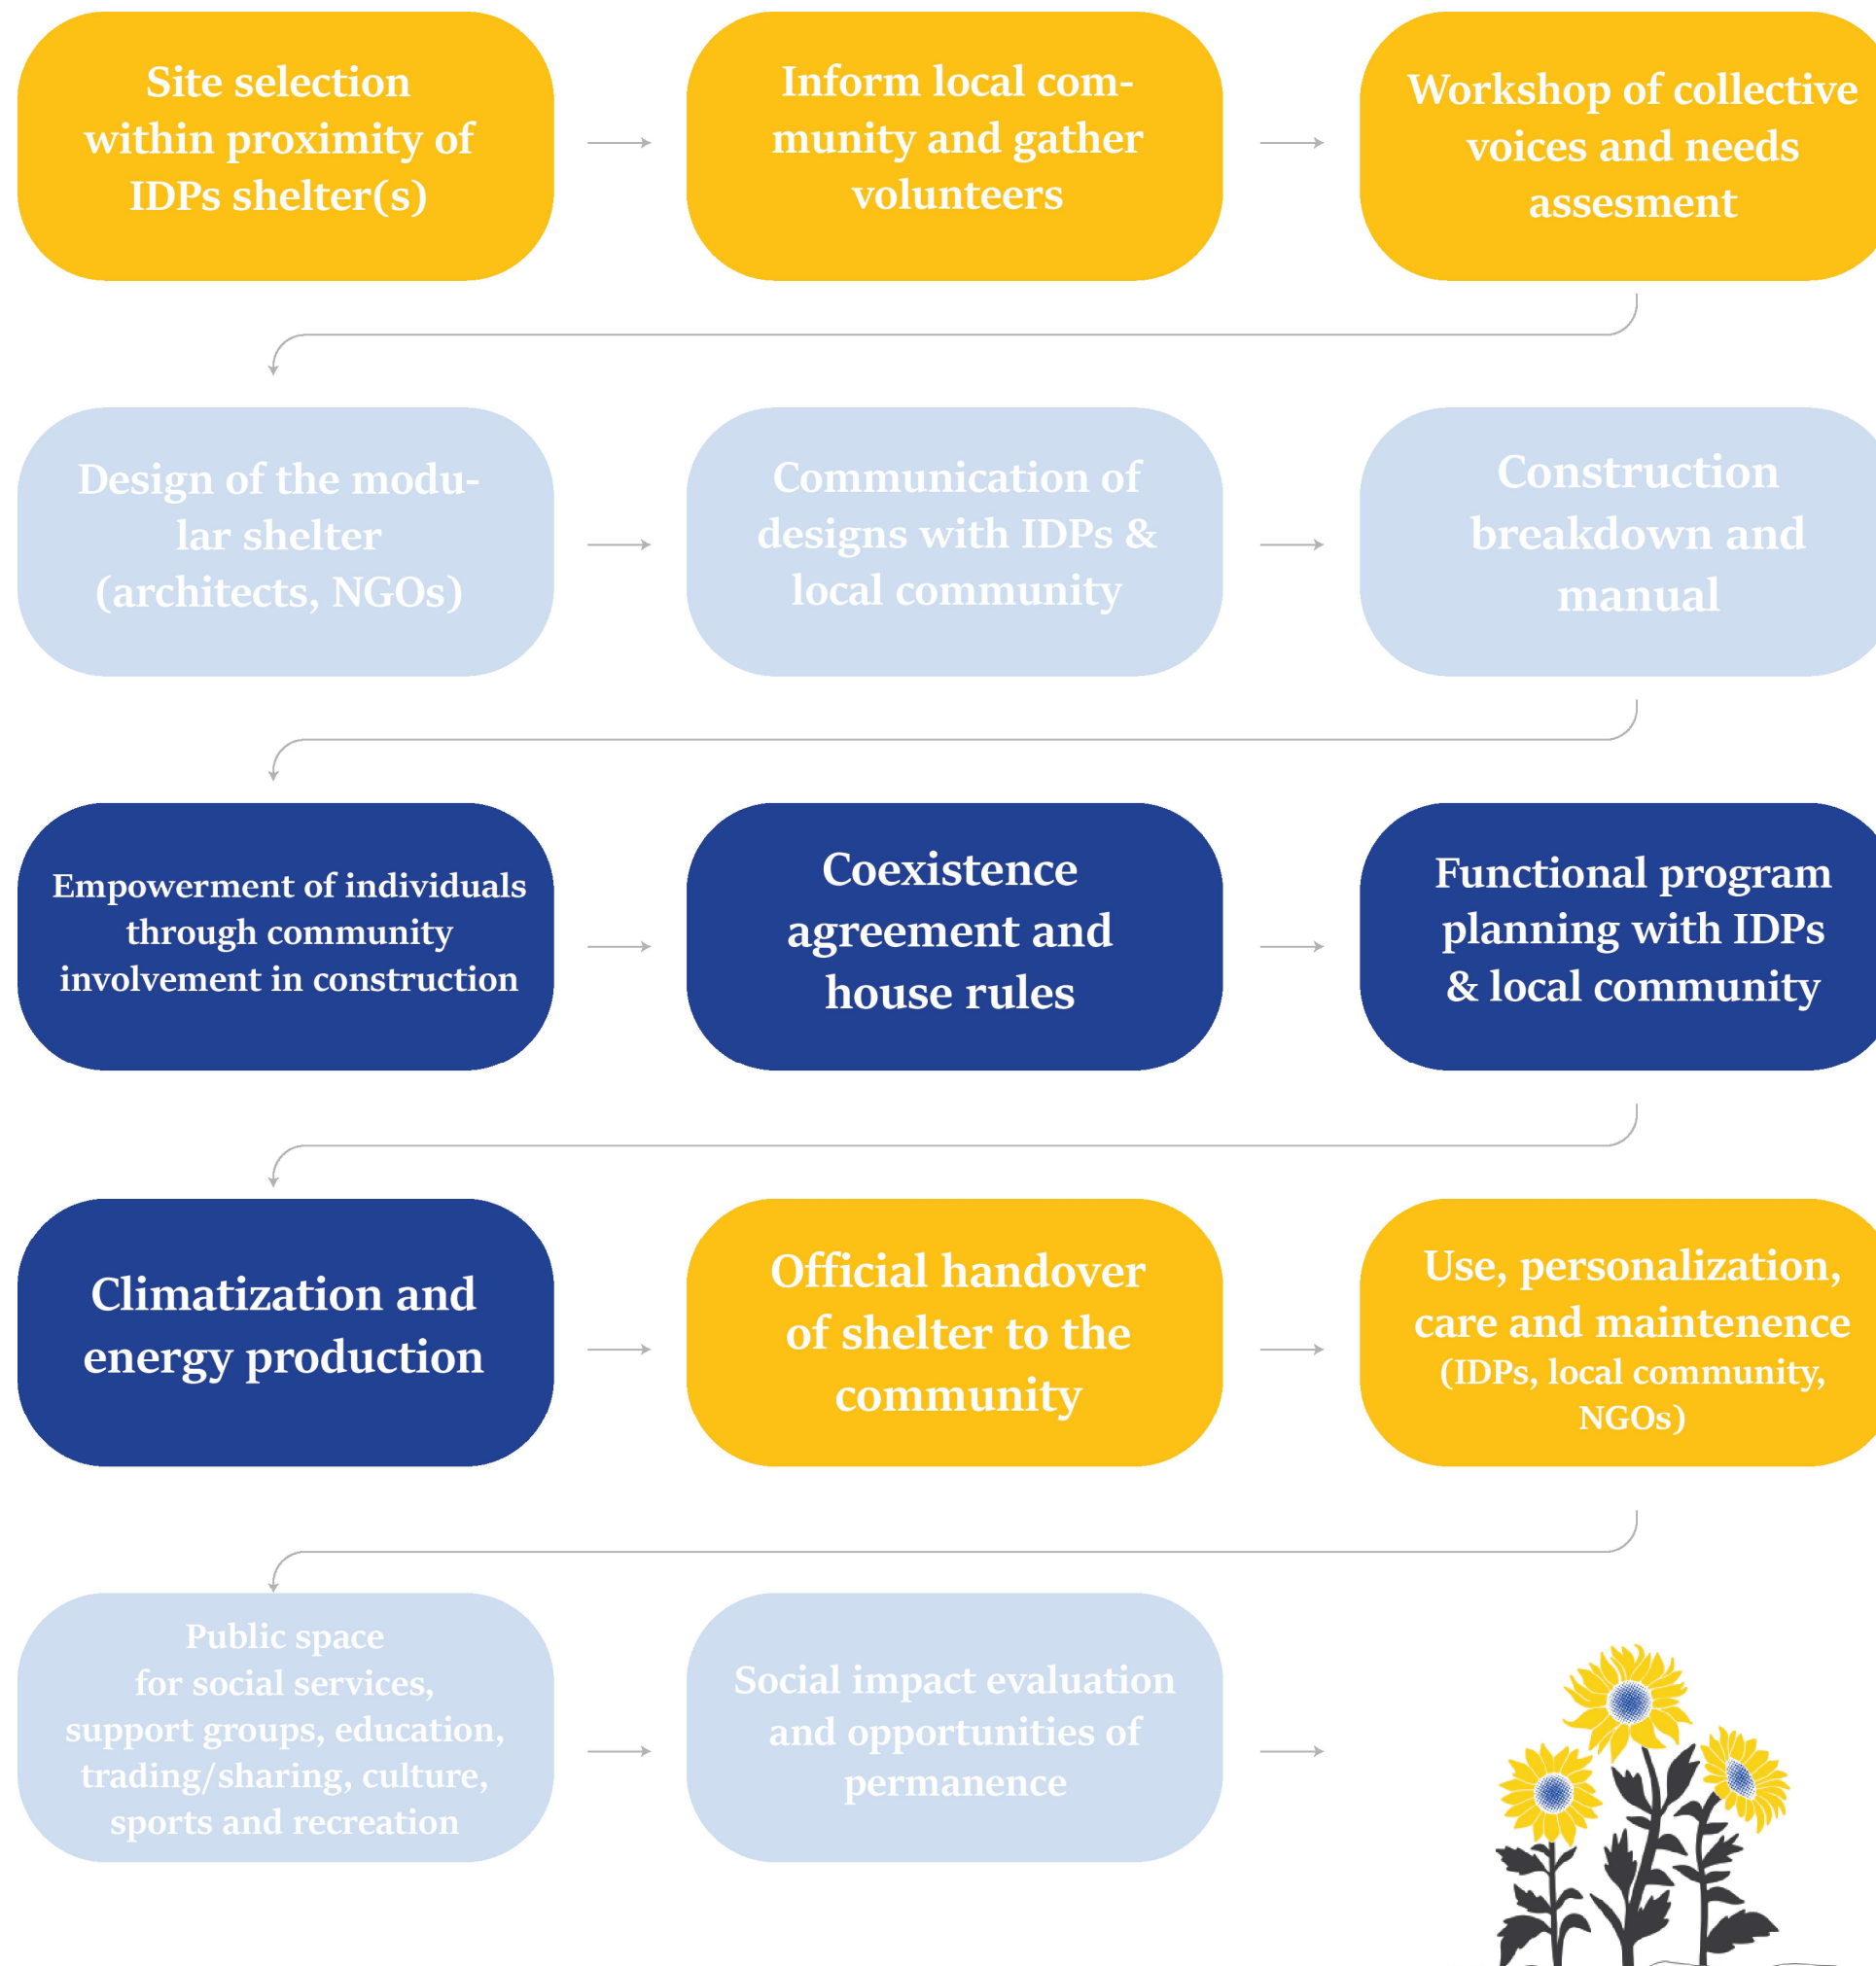 Site selection
within proximity of
IDPs shelter(s)
Inform local com-
munity and gather
volunteers
Workshop of collective
voices and needs
assesment
Design of the modu-
lar shelter
(architects, NGOs)
Communication of
designs with IDPs &
local community
Construction
breakdown and
manual
Empowerment of individuals
through community
involvement in construction
Coexistence
agreement and
house rules
Functional program
planning with IDPs
& local community
Climatization and
energy production
Official handover
of shelter to the
community
Use, personalization,
care and maintenence
(IDPs, local community,
NGOs)
Public space
for social services,
support groups, education,
trading/sharing, culture,
sports and recreation
Social impact evaluation
and opportunities of
permanence